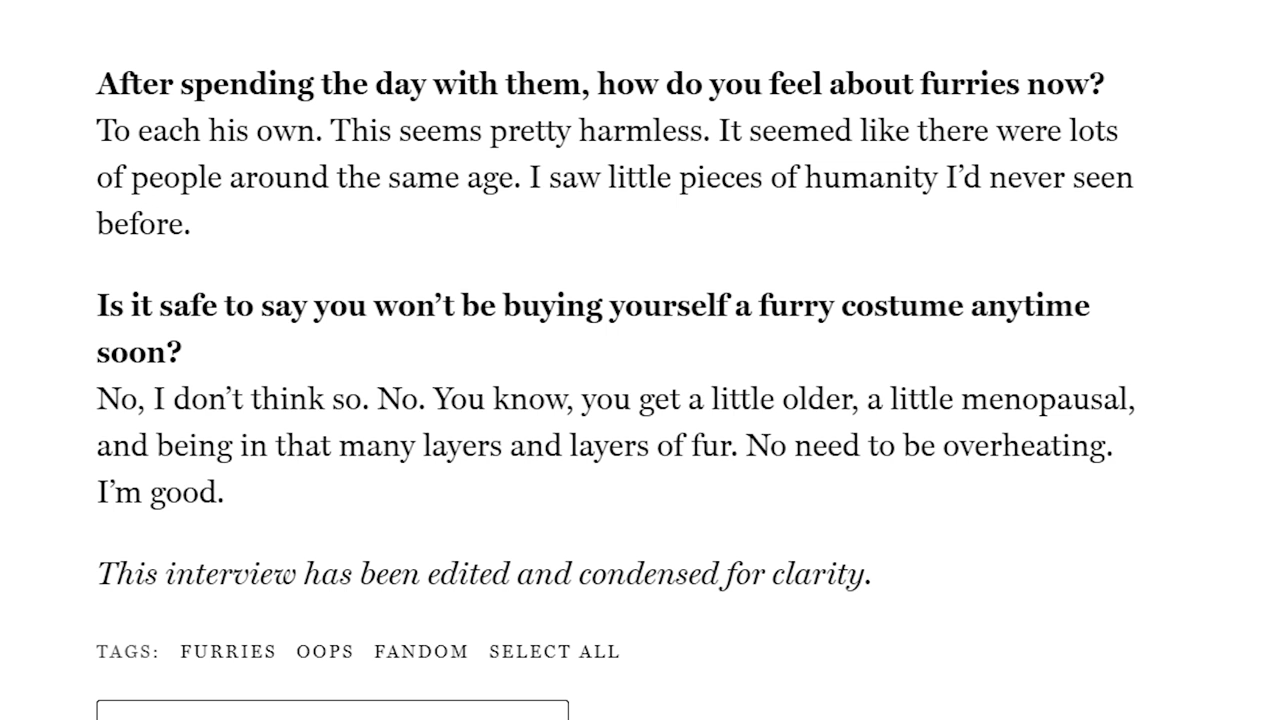 After spending the day with them, how do you feel about furries now?
To each his own. This seems pretty harmless. It seemed like there were lots
of people around the same age. I saw little pieces of humanity I’d never seen
before.
Is it safe to say you won’t be buying yourself a furry costume anytime
soon?
No, I don’t think so. No. You know, you get a little older, a little menopausal,
and being in that many layers and layers of fur. No need to be overheating.
I’m good.
This interview has been edited and condensed for clarity.
TAGS: FURRIES OOPS FANDOM SELECT ALL